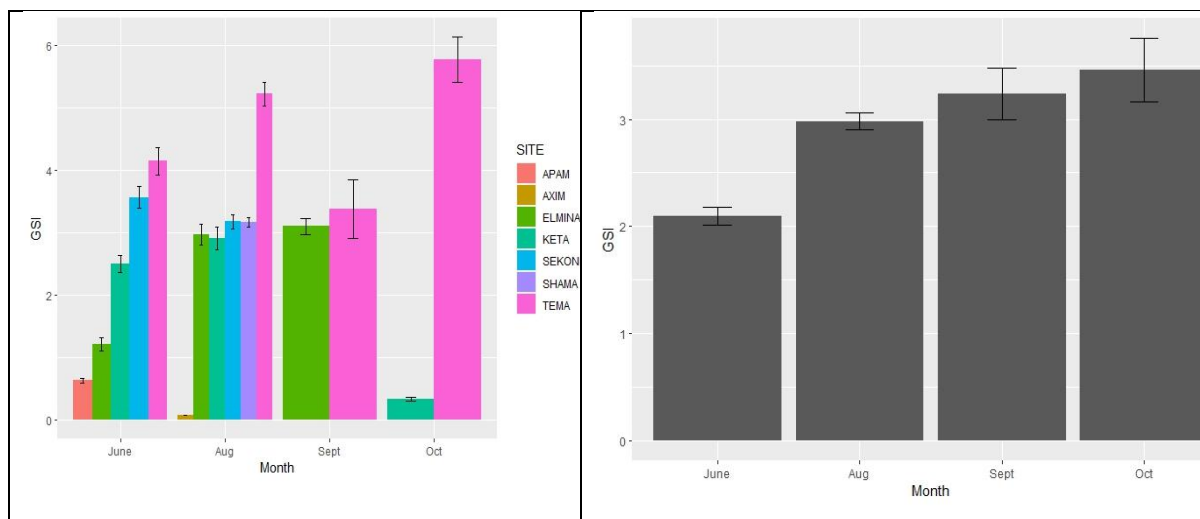 6
4
2
0
GSI
June
Aug
Sept
Oct
Month
SITE
APAM
AXIM
ELMINA
KETA
SEKON
SHAMA
TEMA
3
2
1
0
GSI
June
Aug
Sept
Oct
Month